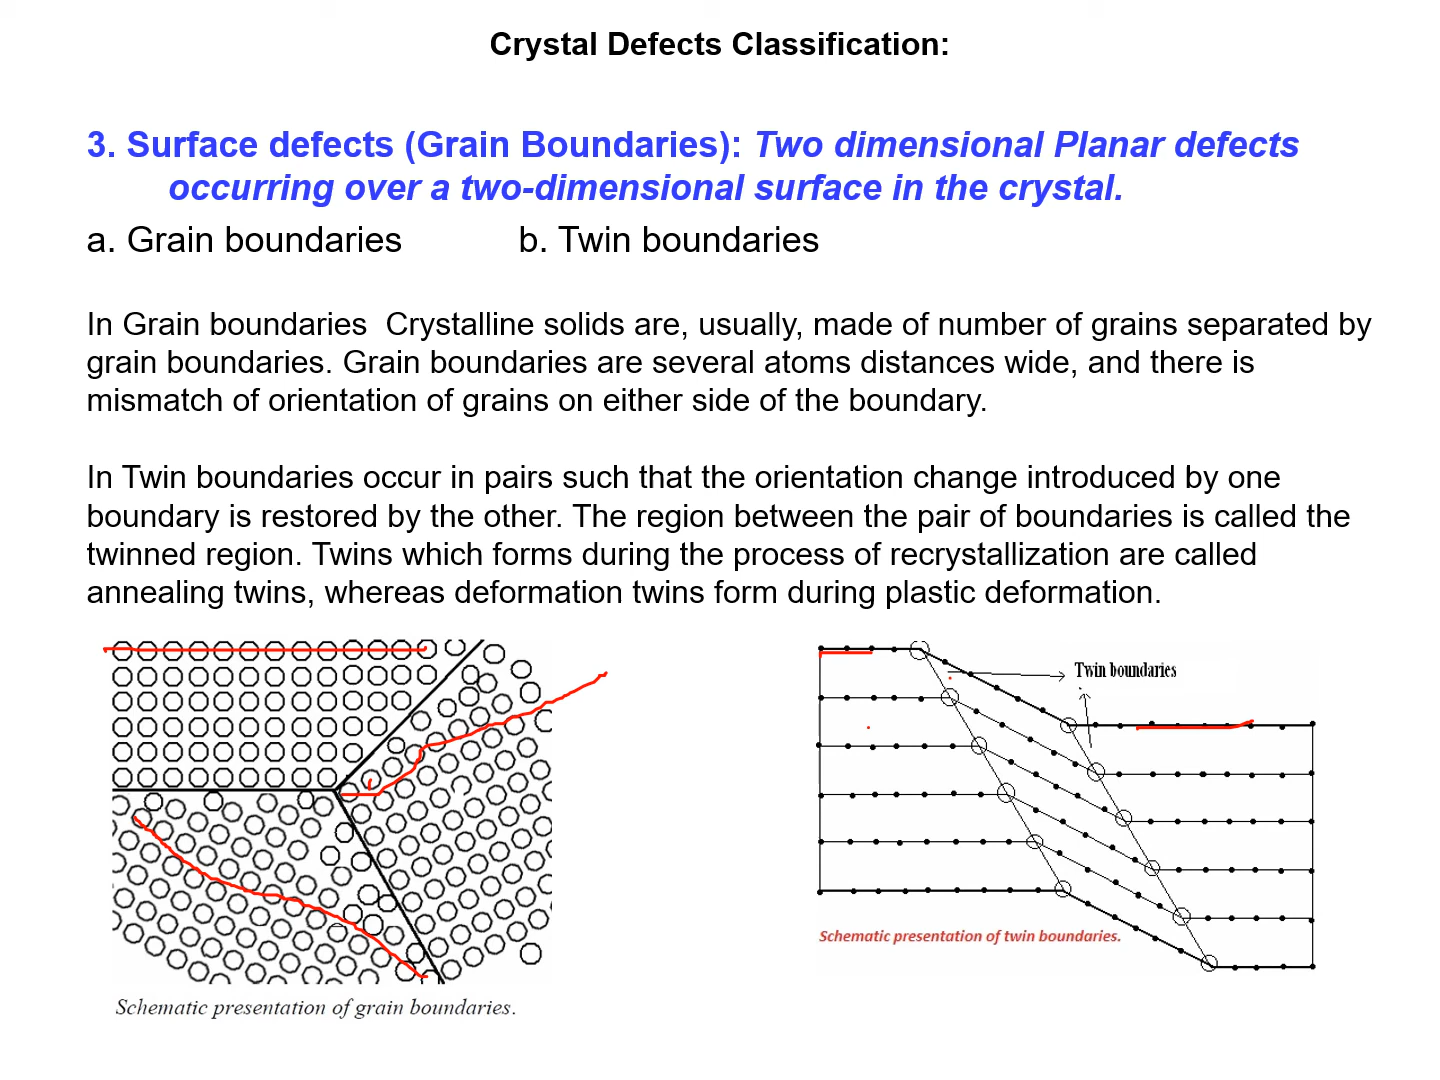 Crystal Defects Classification:
3. Surface defects (Grain Boundaries): Two dimensional Planar defects
occurring over a two-dimensional surface in the crystal.
a. Grain boundaries b. Twin boundaries
In Grain boundaries Crystalline solids are, usually, made of number of grains separated by
grain boundaries. Grain boundaries are several atoms distances wide, and there is
mismatch of orientation of grains on either side of the boundary.
In Twin boundaries occur in pairs such that the orientation change introduced by one
boundary is restored by the other. The region between the pair of boundaries is called the
twinned region. Twins which forms during the process of recrystallization are called
annealing twins, whereas deformation twins form during plastic deformation.
Twin boundaries
Schematic presentation of twin boundaries.
Schematic presentation of grain boundaries.